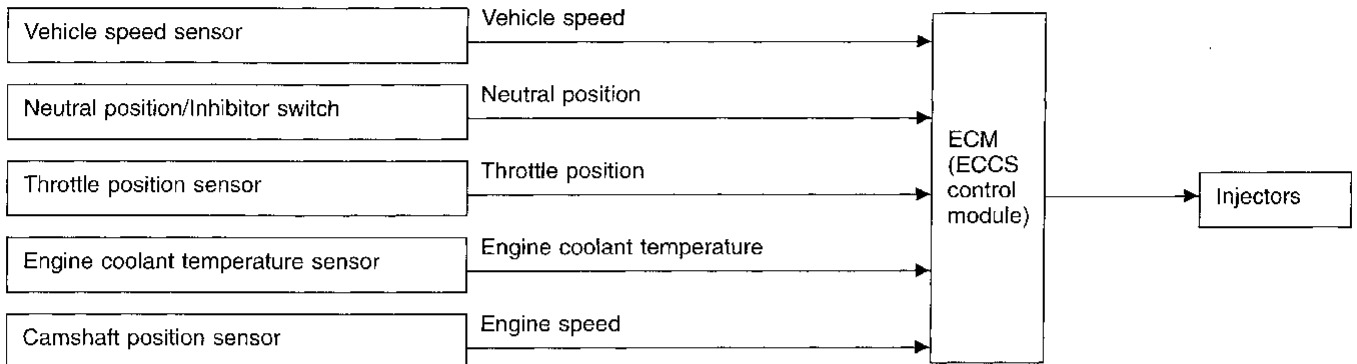 Vehicle speed sensor
Vehicle speed
Neutral position/Inhibitor switch
Neutral position
Throttle position sensor
Throttle position
Engine coolant temperature sensor
Engine coolant temperature
Camshaft position sensor
Engine speed
ECM
(ECCS
control
module)
Injectors